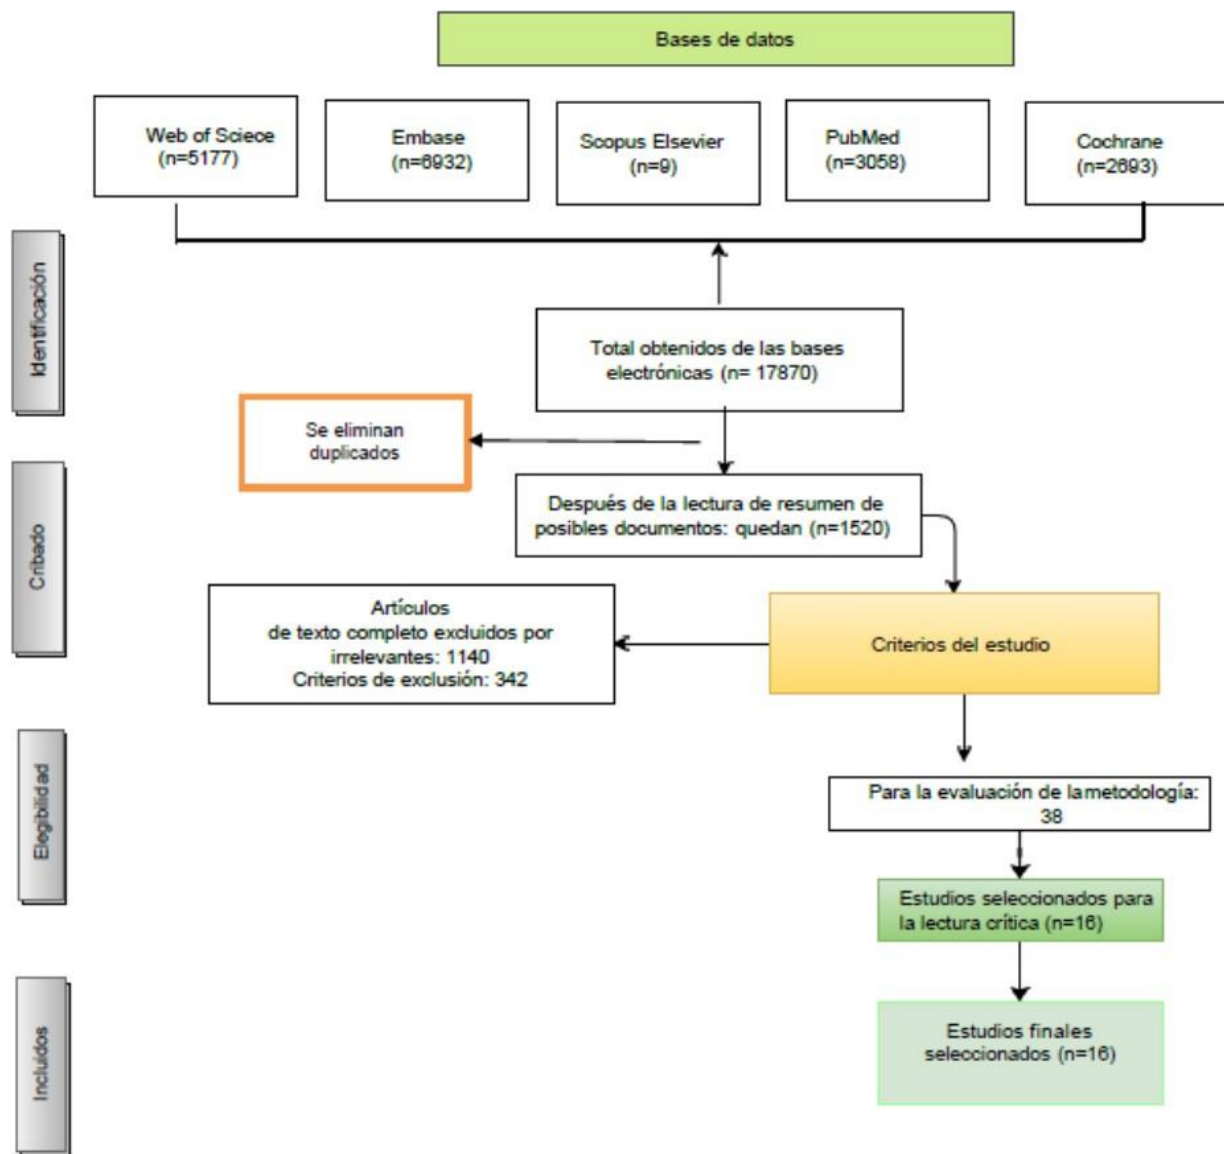 Bases de datos
Web of Sciece
(n=5177)
Embase
(n=6932)
Scopus Elsevier
(n=9)
PubMed
(n=3058)
Cochrane
(n=2693)
Identificación
Total obtenidos de las bases
electrónicas (n= 17870)
Se eliminan
duplicados
Cribado
Después de la lectura de resumen de
posibles documentos: quedan (n=1520)
Artículos
de texto completo excluidos por
irrelevantes: 1140
Criterios de exclusión: 342
Criterios del estudio
Elegibilidad
Para la evaluación de la metodología:
38
Estudios seleccionados para
la lectura crítica (n=16)
Incluidos
Estudios finales
seleccionados (n=16)